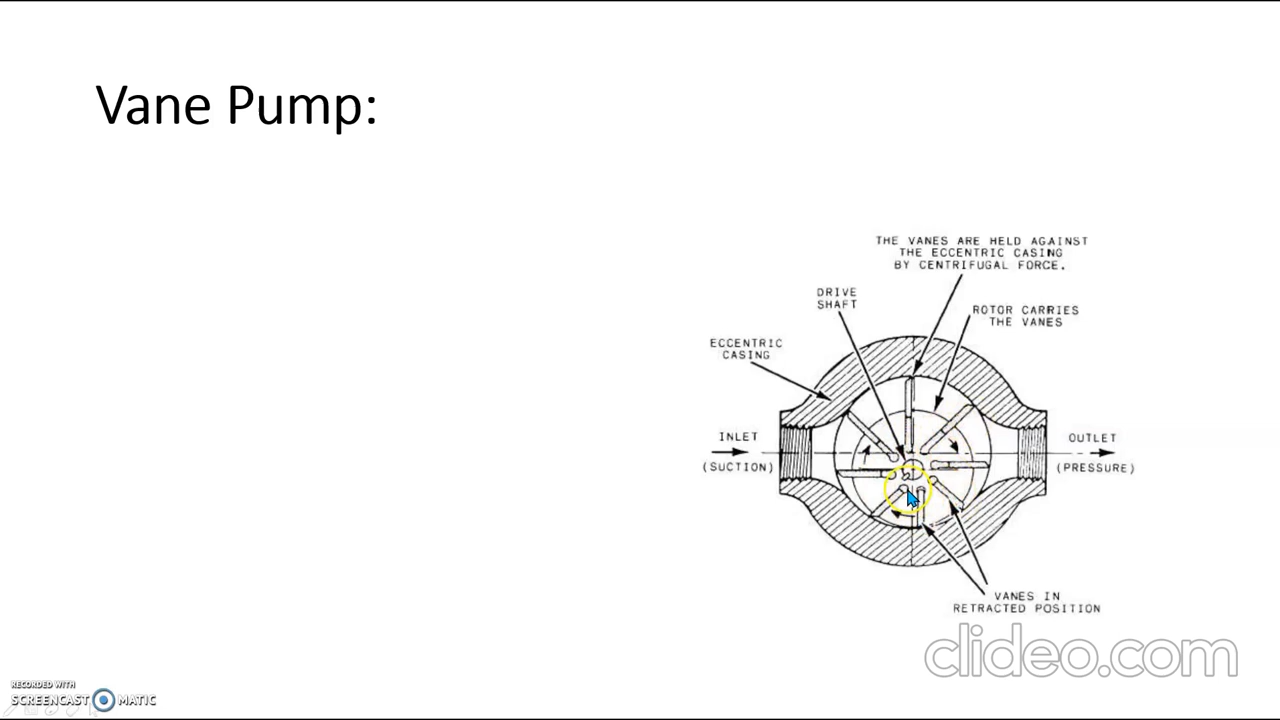 Vane Pump:
THE VANES ARE HELD AGAINST
THE ECCENTRIC CASING
BY CENTRIFUGAL FORCE.
DRIVE
SHAFT
ROTOR CARRIES
THE VANES
ECCENTRIC
CASING
INLET
(SUCTION)
OUTLET
(PRESSURE)
VANES IN
RETRACTED POSITION
clideo.com
RECORDED WITH
SCREENCAST MATIC